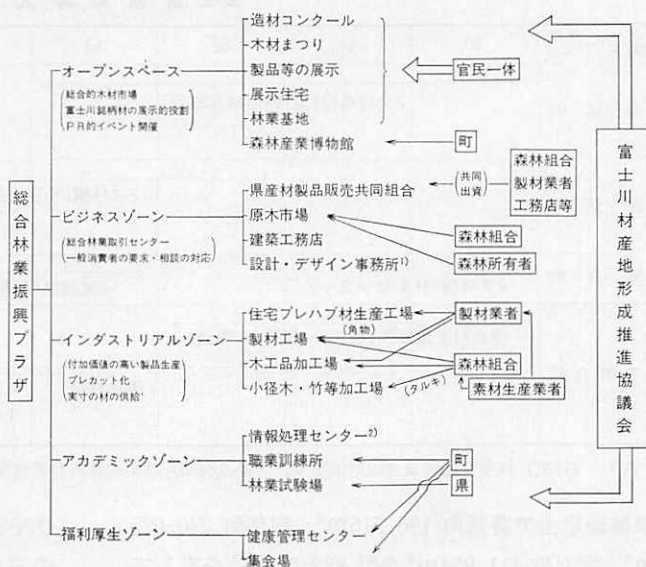 総合林業振興プラザ
オープンスペース
(総合的木材市場
富士川銘柄材の展示的投割
PR的イベント開催)
造材コンクール
木材まつり
製品等の展示
展示住宅
林業基地
森林産業博物館
官民一体
町
ビジネスゾーン
(総合林業取引センター
一般消費者の要求・相談の対応)
県産材製品販売共同組合
原木市場
建築工務店
設計・デザイン事務所1)
(共同
出資)
森林組合
製材業者
工務店等
森林組合
森林所有者
インダストリアルゾーン
(付加価値の高い製品生産
プレカット化
実寸の材の供給)
住宅プレハブ材生産工場
製材工場
(角物)
木工品加工場
小径木・竹等加工場
(タルキ)
製材業者
森林組合
素材生産業者
アカデミックゾーン
情報処理センター2)
職業訓練所
林業試験場
町
県
福利厚生ゾーン
健康管理センター
集会場
富士川材産地形成推進協議会